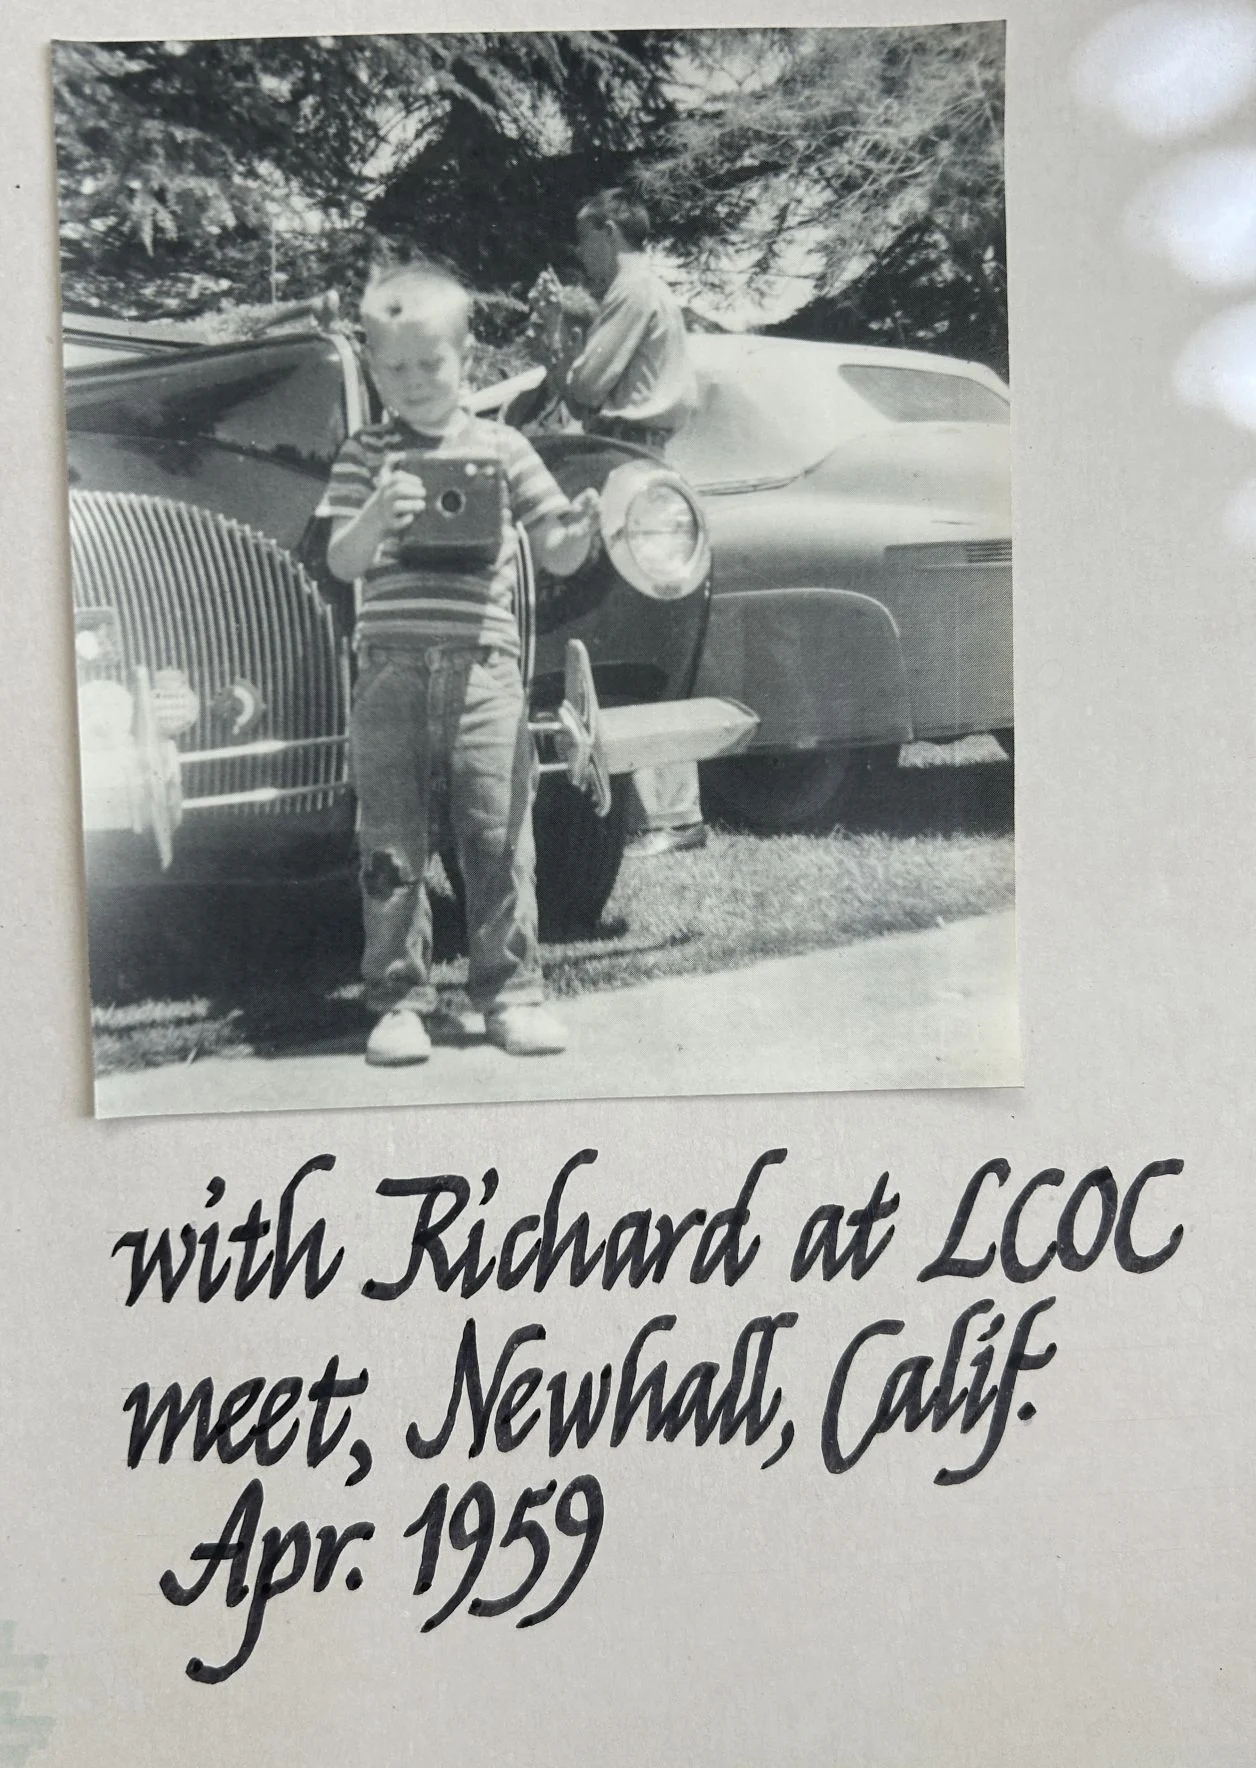 with Richard at LCOC
meet, Newhall, Calif.
Apr. 1959